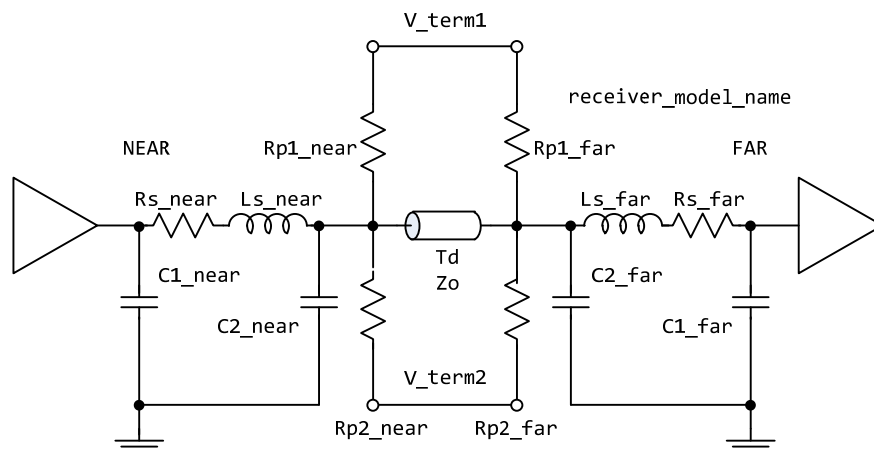 V_term1
receiver_model_name
NEAR
Rp1_near
Rp1_far
FAR
Rs_near
Ls_near
Ls_far
Rs_far
Td
Zo
C1_near
C2_far
C2_near
C1_far
V_term2
Rp2_near
Rp2_far